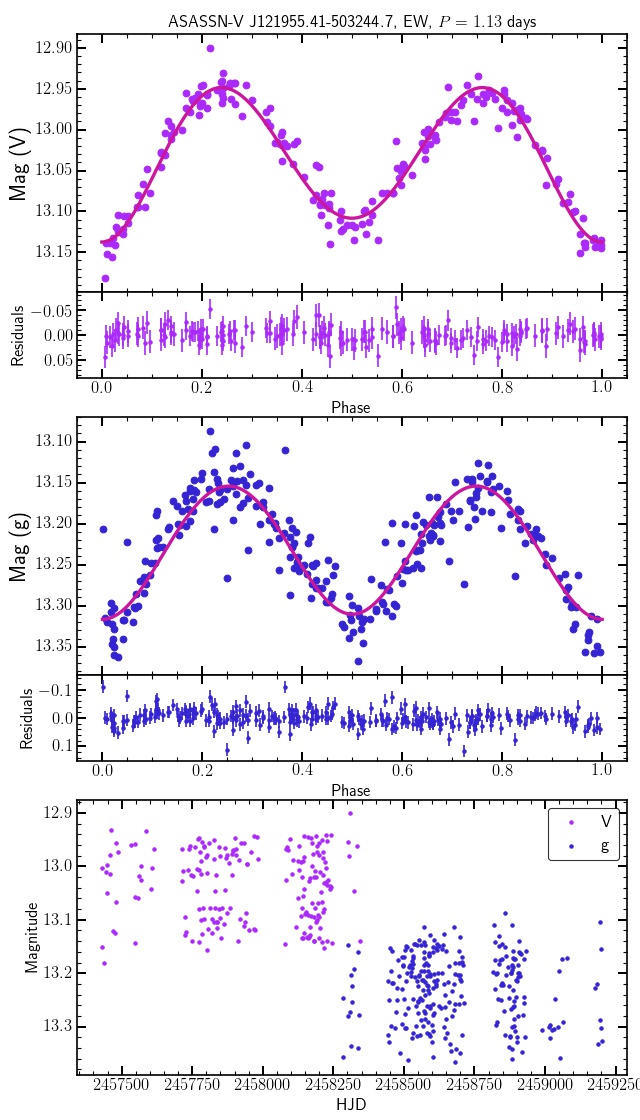 ASASSN-V J121955.41-503244.7, EW, P = 1.13 days
12.90
12.95
13.00
13.05
13.10
13.15
Mag (V)
−0.05
0.00
0.05
Residuals
0.0 0.2 0.4 0.6 0.8 1.0
Phase
13.10
13.15
13.20
13.25
13.30
13.35
Mag (g)
−0.1
0.0
0.1
Residuals
0.0 0.2 0.4 0.6 0.8 1.0
Phase
12.9
13.0
13.1
13.2
13.3
Magnitude
V
g
2457500 2457750 2458000 2458250 2458500 2458750 2459000 2459250
HJD